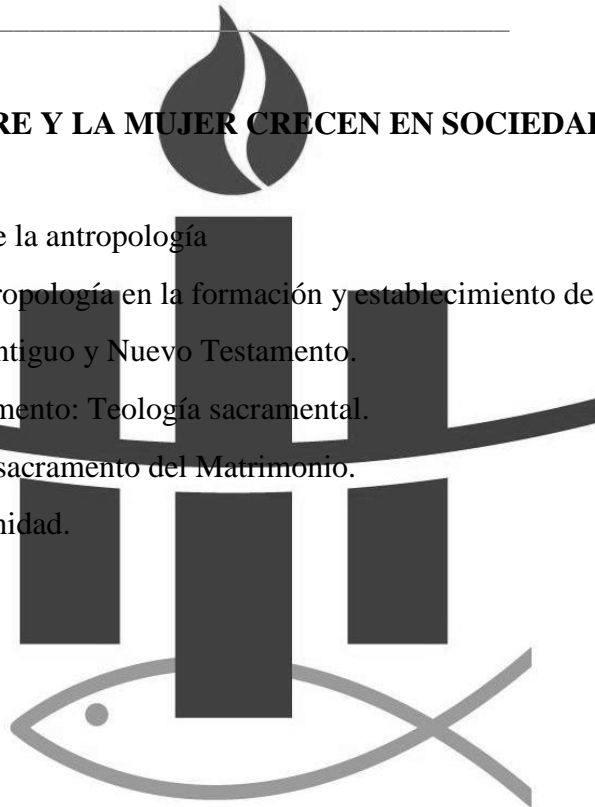 RE Y LA MUJER CRECEN EN SOCIEDAD
e la antropología
ropología en la formación y establecimiento de
ntiguo y Nuevo Testamento.
mento: Teología sacramental.
sacramento del Matrimonio.
nidad.